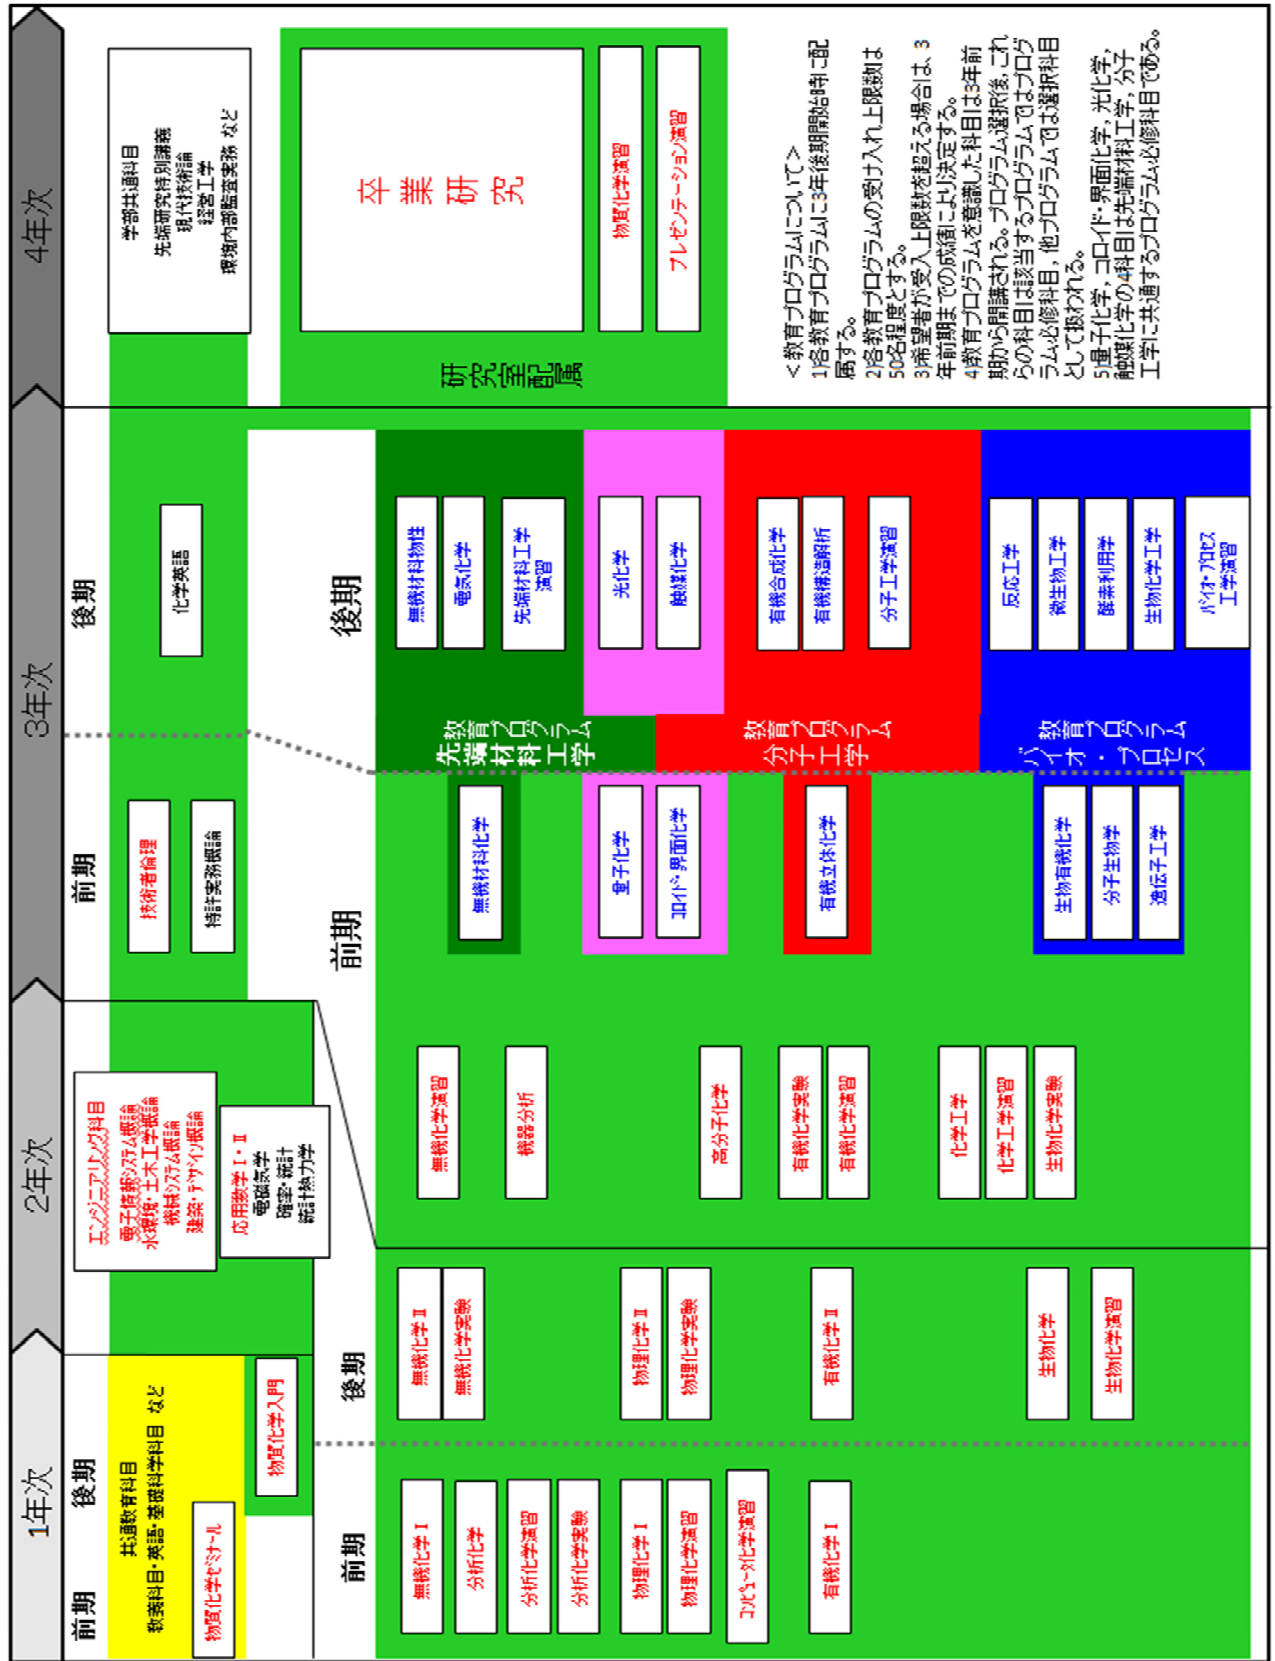 1年次
2年次
3年次
4年次
前期
後期
前期
後期
共通教育科目
教養科目・英語・基礎科学科目 など
物質化学ゼミナール
物質化学入門
エンジニアリング科目
電子情報システム概論
水環境・土木工学概論
機械システム概論
建築・デザイン概論
応用数学Ⅰ・Ⅱ
電磁気学
確率・統計
統計熱力学
技術者倫理
特許実務概論
化学英語
学部共通科目
先端研究特別講義
現代技術論
経営工学
環境内部監査実務 など
前期
後期
前期
後期
無機化学Ⅰ
分析化学
分析化学演習
分析化学実験
物理化学Ⅰ
物理化学演習
コンピュータ化学演習
有機化学Ⅰ
無機化学Ⅱ
無機化学実験
物理化学Ⅱ
物理化学実験
有機化学Ⅱ
生物化学
生物化学演習
無機化学演習
機器分析
高分子化学
有機化学実験
有機化学演習
化学工学
化学工学演習
生物化学実験
無機材料化学
量子化学
コロイド・界面化学
有機立体化学
生物有機化学
分子生物学
遺伝子工学
先端材料工学
教育プログラム
分子工学
教育プログラム
バイオ・プロセス
教育プログラム
無機材料物性
電気化学
先端材料工学
演習
光化学
触媒化学
有機合成化学
有機構造解析
分子工学演習
反応工学
微生物工学
酵素利用学
生物化学工学
バイオ・プロセス
工学演習
研究室配属
卒業研究
物質化学演習
プレゼンテーション演習
＜教育プログラムについて＞
1)各教育プログラムに3年後期開始時に配
属する。
2)各教育プログラムの受け入れ上限数は
50名程度とする。
3)希望者が受入上限数を超える場合は、3
年前期までの成績により決定する。
4)教育プログラムを意識した科目は3年前
期から開講される。プログラム選択後，これ
らの科目は該当するプログラムではプログ
ラム必修科目，他プログラムでは選択科目
として扱われる。
5)量子化学，コロイド・界面化学，光化学，
触媒化学の4科目は先端材料工学，分子
工学に共通するプログラム必修科目である。